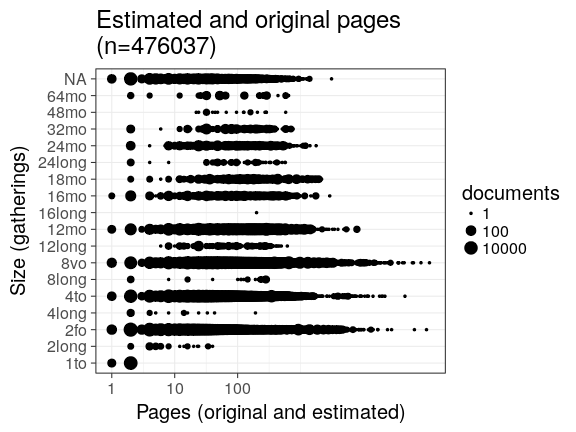 Estimated and original pages
(n=476037)
NA
64mo
48mo
32mo
24mo
24long
18mo
16mo
16long
12mo
12long
8vo
8long
4to
4long
2fo
2long
1to
Size (gatherings)
1 10 100
Pages (original and estimated)
documents
1
100
10000